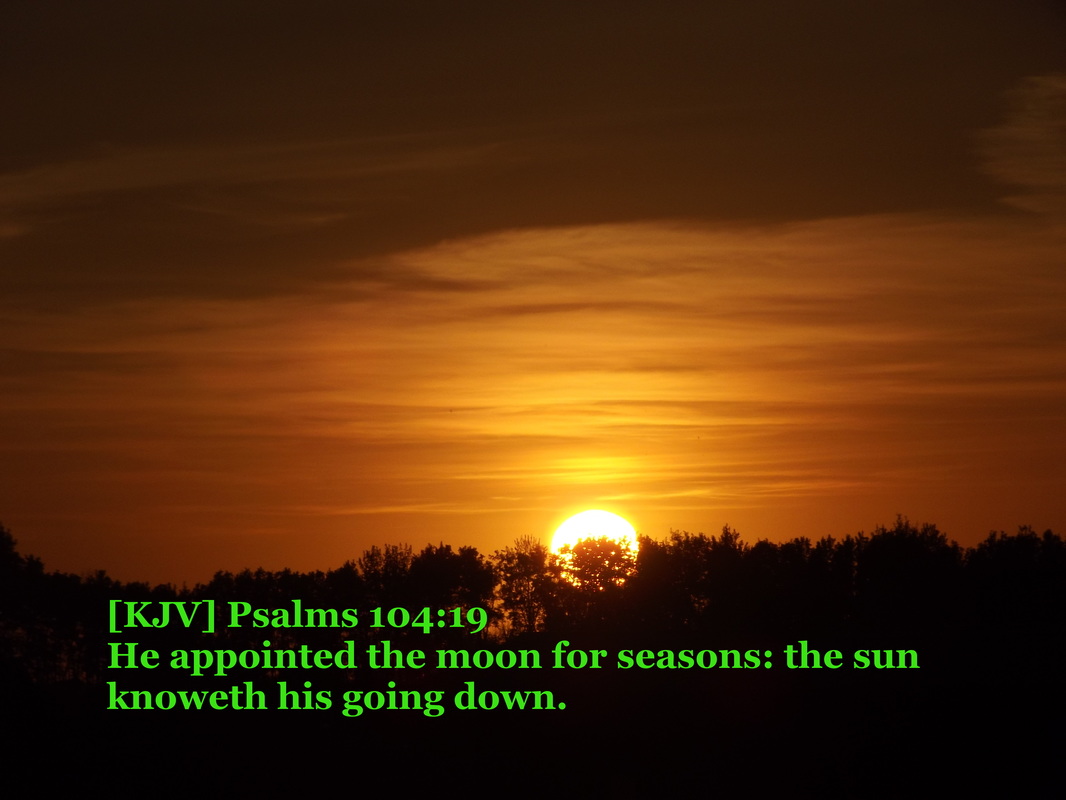 [KJV] Psalms 104:19
He appointed the moon for seasons: the sun
knoweth his going down.